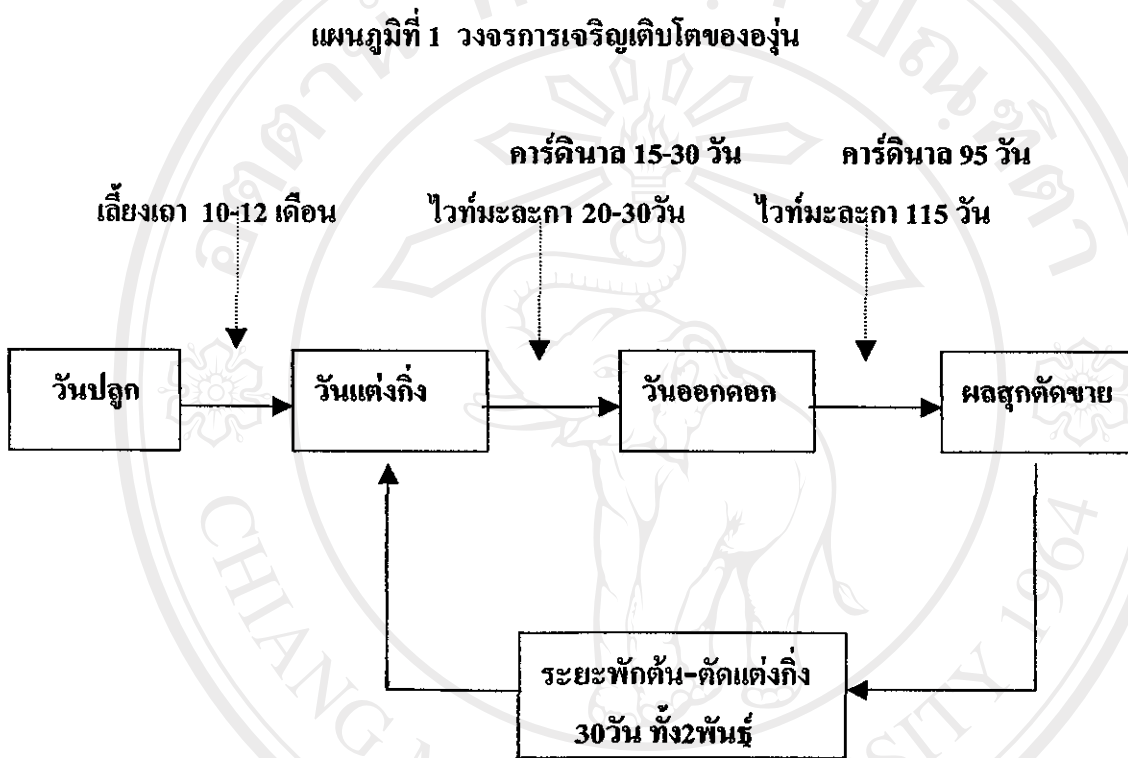 แผนภูมิที่ 1 วงจรการเจริญเติบโตขององุ่น
คาร์ดินาล 15-30 วัน คาร์ดินาล 95 วัน
เลี้ยงเถา 10-12 เดือน ไวท์มะละกา 20-30วัน ไวท์มะละกา 115 วัน
วันปลูก วันแต่งกิ่ง วันออกดอก ผลสุกตัดขาย
ระยะพักต้น-ตัดแต่งกิ่ง
30วัน ทั้ง2พันธุ์
CHIANG UNIVERSITY 1964